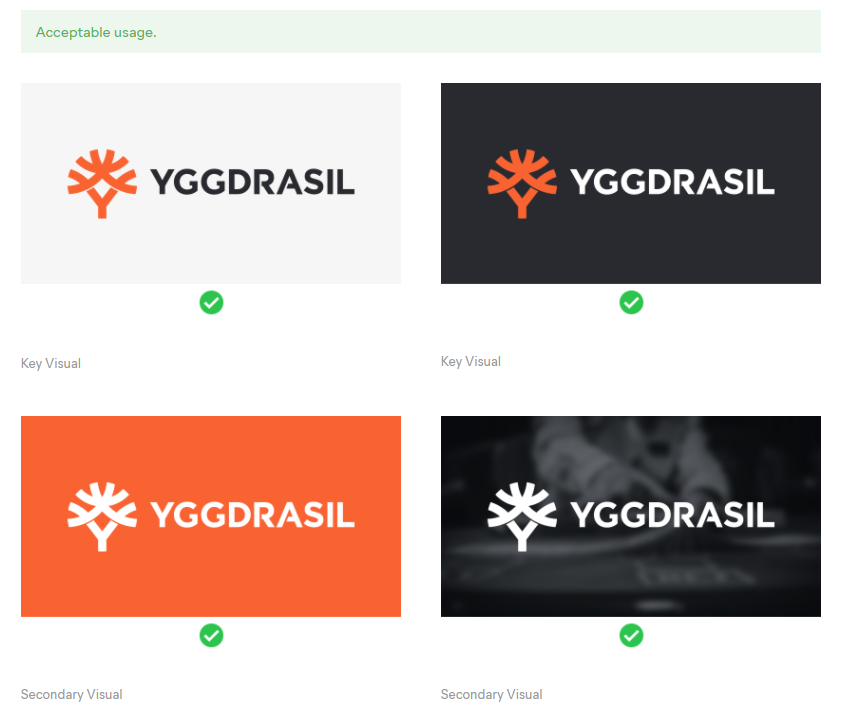 Acceptable usage.
YGGDRASIL
YGGDRASIL
Key Visual
Key Visual
YGGDRASIL
YGGDRASIL
Secondary Visual
Secondary Visual